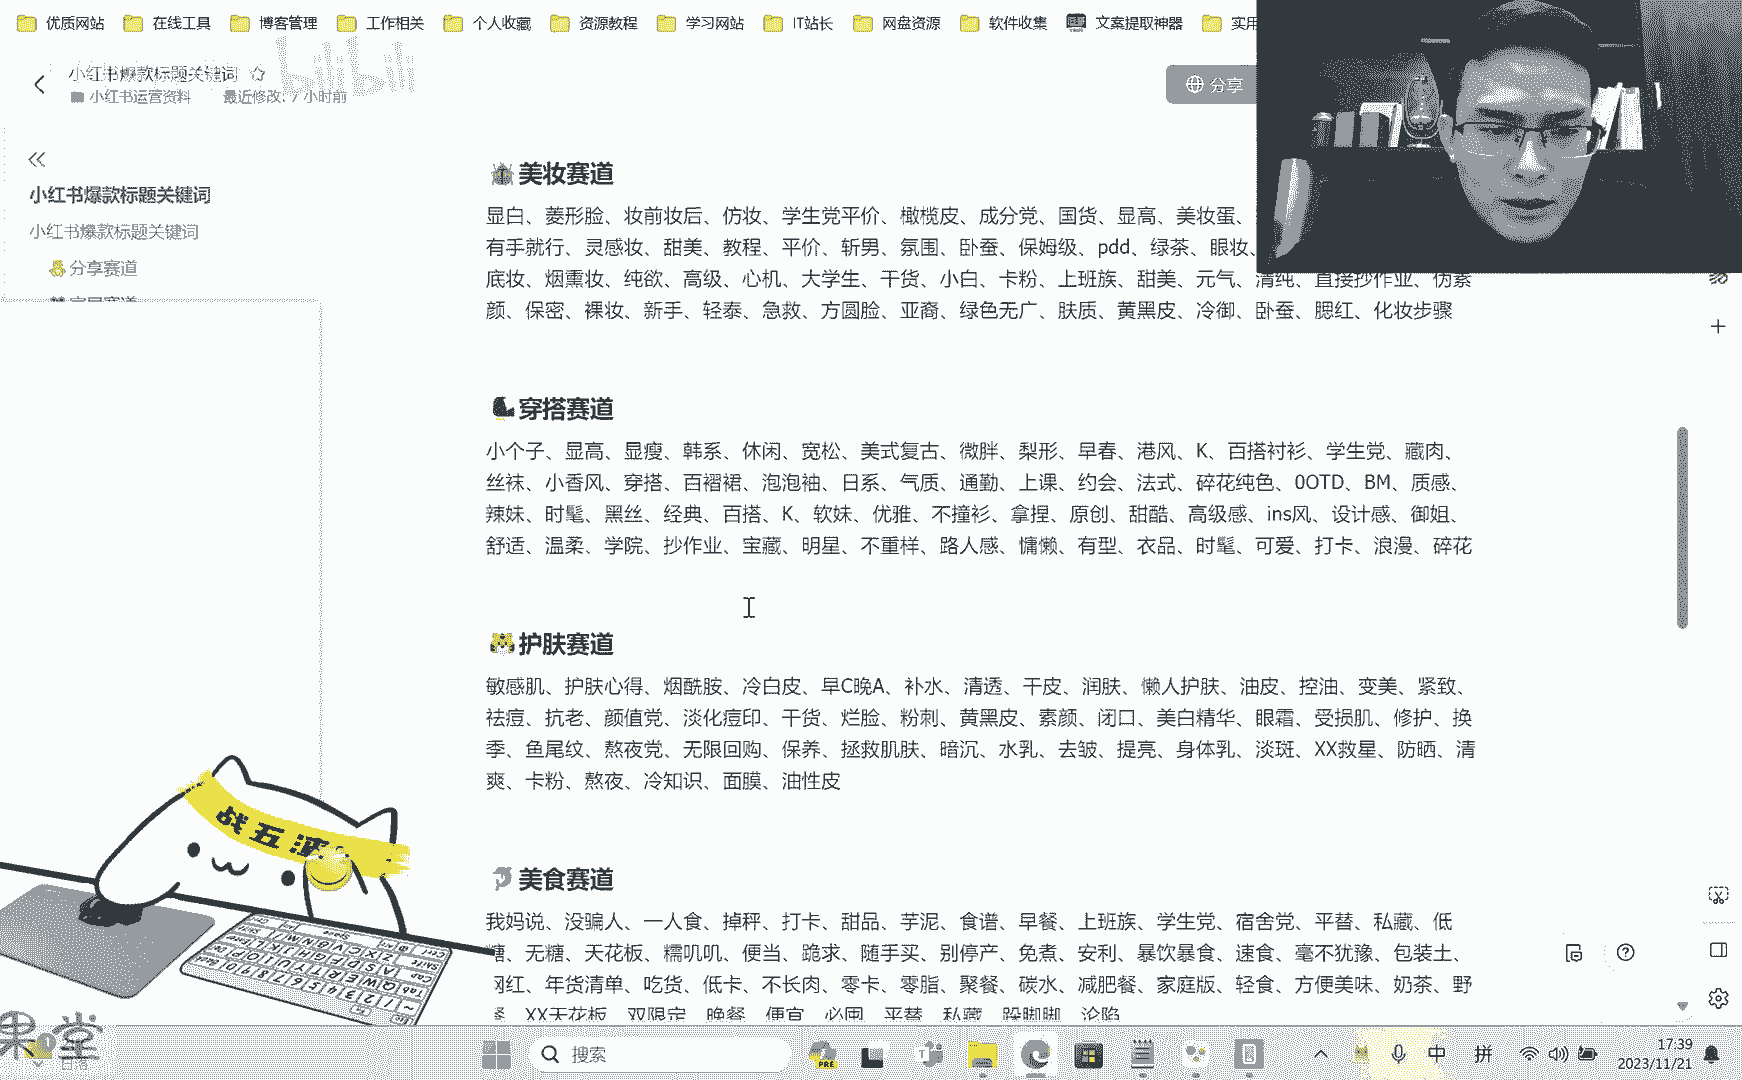 优质网站 在线工具 博客管理 工作相关 个人收藏 资源教程 学习网站 IT站长 网盘资源 软件收集 文案提取神器 实用
小红书爆款标题关键词
小红书运营资料 最近修改: 7 小时前
bilibili
分享
小红书爆款标题关键词
小红书爆款标题关键词
分享赛道
美妆赛道
显白、菱形脸、妆前妆后、仿妆、学生党平价、橄榄皮、成分党、国货、显高、美妆蛋、
有手就行、灵感妆、甜美、教程、平价、斩男、氛围、卧蚕、保姆级、pdd、绿茶、眼妆、
底妆、烟熏妆、纯欲、高级、心机、大学生、干货、小白、卡粉、上班族、甜美、元气、清纯、直接抄作业、伪素
颜、保密、裸妆、新手、轻泰、急救、方圆脸、亚裔、绿色无广、肤质、黄黑皮、冷御、卧蚕、腮红、化妆步骤
穿搭赛道
小个子、显高、显瘦、韩系、休闲、宽松、美式复古、微胖、梨形、早春、港风、K、百搭衬衫、学生党、藏肉、
丝袜、小香风、穿搭、百褶裙、泡泡袖、日系、气质、通勤、上课、约会、法式、碎花纯色、0OTD、BM、质感、
辣妹、时髦、黑丝、经典、百搭、K、软妹、优雅、不撞衫、拿捏、原创、甜酷、高级感、ins风、设计感、御姐、
舒适、温柔、学院、抄作业、宝藏、明星、不重样、路人感、慵懒、有型、衣品、时髦、可爱、打卡、浪漫、碎花
护肤赛道
敏感肌、护肤心得、烟酰胺、冷白皮、早C晚A、补水、清透、干皮、润肤、懒人护肤、油皮、控油、变美、紧致、
祛痘、抗老、颜值党、淡化痘印、干货、烂脸、粉刺、黄黑皮、素颜、闭口、美白精华、眼霜、受损肌、修护、换
季、鱼尾纹、熬夜党、无限回购、保养、拯救肌肤、暗沉、水乳、去皱、提亮、身体乳、淡斑、XX救星、防晒、清
爽、卡粉、熬夜、冷知识、面膜、油性皮
美食赛道
我妈说、没骗人、一人食、掉秤、打卡、甜品、芋泥、食谱、早餐、上班族、学生党、宿舍党、平替、私藏、低
糖、无糖、天花板、糯叽叽、便当、跪求、随手买、别停产、免煮、安利、暴饮暴食、速食、毫不犹豫、包装土、
网红、年货清单、吃货、低卡、不长肉、零卡、零脂、聚餐、碳水、减肥餐、家庭版、轻食、方便美味、奶茶、野
XX天花板、双限定、晚餐、便宜、必囤、平替、私藏、跺脚脚、沦陷
战五渣
果堂
搜索
PRE
中 拼
17:39
2023/11/21